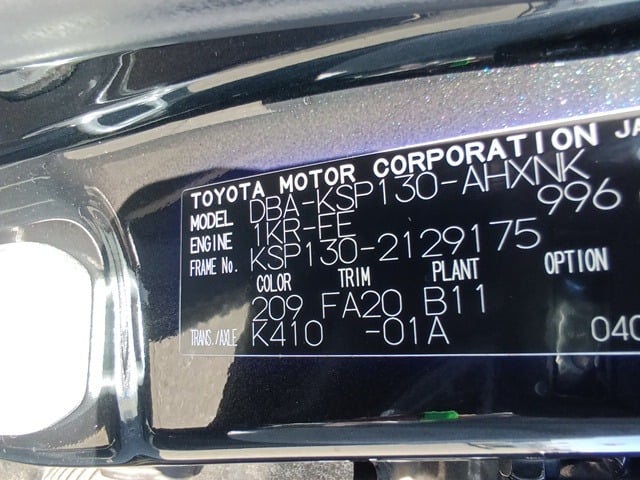 TOYOTA MOTOR CORPORATION JA
MODEL DBA-KSP130-AHXNK
ENGINE 1KR-FE 996
FRAME No. KSP130-2129175
COLOR TRIM PLANT OPTION
209 FA20 B11
TRANS./AXLE K410 -01A 040